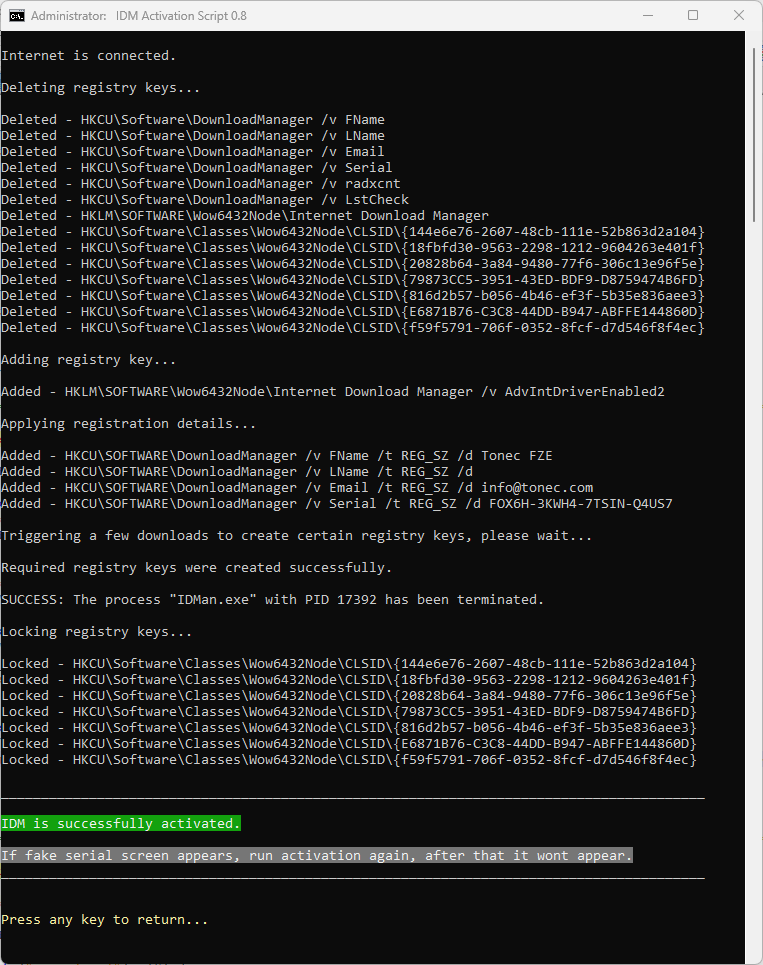 Administrator: IDM Activation Script 0.8
Internet is connected.
Deleting registry keys...
Deleted - HKCU\Software\DownloadManager /v FName
Deleted - HKCU\Software\DownloadManager /v LName
Deleted - HKCU\Software\DownloadManager /v Email
Deleted - HKCU\Software\DownloadManager /v Serial
Deleted - HKCU\Software\DownloadManager /v radxcnt
Deleted - HKCU\Software\DownloadManager /v LstCheck
Deleted - HKLM\SOFTWARE\Wow6432Node\Internet Download Manager
Deleted - HKCU\Software\Classes\Wow6432Node\CLSID\{144e6e76-2607-48cb-111e-52b863d2a104}
Deleted - HKCU\Software\Classes\Wow6432Node\CLSID\{18fbfd30-9563-2298-1212-9604263e401f}
Deleted - HKCU\Software\Classes\Wow6432Node\CLSID\{20828b64-3a84-9480-77f6-306c13e96f5e}
Deleted - HKCU\Software\Classes\Wow6432Node\CLSID\{79873CC5-3951-43ED-BDF9-D8759474B6FD}
Deleted - HKCU\Software\Classes\Wow6432Node\CLSID\{816d2b57-b056-4b46-ef3f-5b35e836aee3}
Deleted - HKCU\Software\Classes\Wow6432Node\CLSID\{E6871B76-C3C8-44DD-B947-ABFFE144860D}
Deleted - HKCU\Software\Classes\Wow6432Node\CLSID\{f59f5791-706f-0352-8fcf-d7d546f8f4ec}
Adding registry key...
Added - HKLM\SOFTWARE\Wow6432Node\Internet Download Manager /v AdvIntDriverEnabled2
Applying registration details...
Added - HKCU\SOFTWARE\DownloadManager /v FName /t REG_SZ /d Tonec FZE
Added - HKCU\SOFTWARE\DownloadManager /v LName /t REG_SZ /d
Added - HKCU\SOFTWARE\DownloadManager /v Email /t REG_SZ /d info@tonec.com
Added - HKCU\SOFTWARE\DownloadManager /v Serial /t REG_SZ /d FOX6H-3KWH4-7TSIN-Q4US7
Triggering a few downloads to create certain registry keys, please wait...
Required registry keys were created successfully.
SUCCESS: The process "IDMan.exe" with PID 17392 has been terminated.
Locking registry keys...
Locked - HKCU\Software\Classes\Wow6432Node\CLSID\{144e6e76-2607-48cb-111e-52b863d2a104}
Locked - HKCU\Software\Classes\Wow6432Node\CLSID\{18fbfd30-9563-2298-1212-9604263e401f}
Locked - HKCU\Software\Classes\Wow6432Node\CLSID\{20828b64-3a84-9480-77f6-306c13e96f5e}
Locked - HKCU\Software\Classes\Wow6432Node\CLSID\{79873CC5-3951-43ED-BDF9-D8759474B6FD}
Locked - HKCU\Software\Classes\Wow6432Node\CLSID\{816d2b57-b056-4b46-ef3f-5b35e836aee3}
Locked - HKCU\Software\Classes\Wow6432Node\CLSID\{E6871B76-C3C8-44DD-B947-ABFFE144860D}
Locked - HKCU\Software\Classes\Wow6432Node\CLSID\{f59f5791-706f-0352-8fcf-d7d546f8f4ec}
IDM is successfully activated.
If fake serial screen appears, run activation again, after that it wont appear.
Press any key to return...